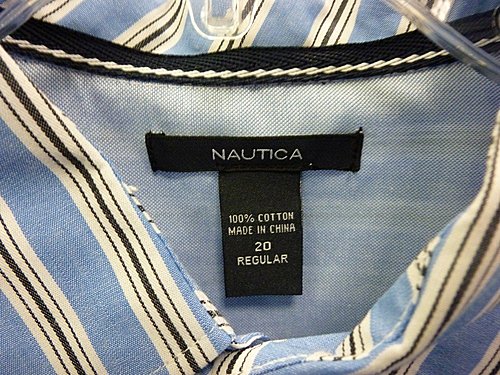 NAUTICA
100% COTTON
MADE IN CHINA
20
REGULAR